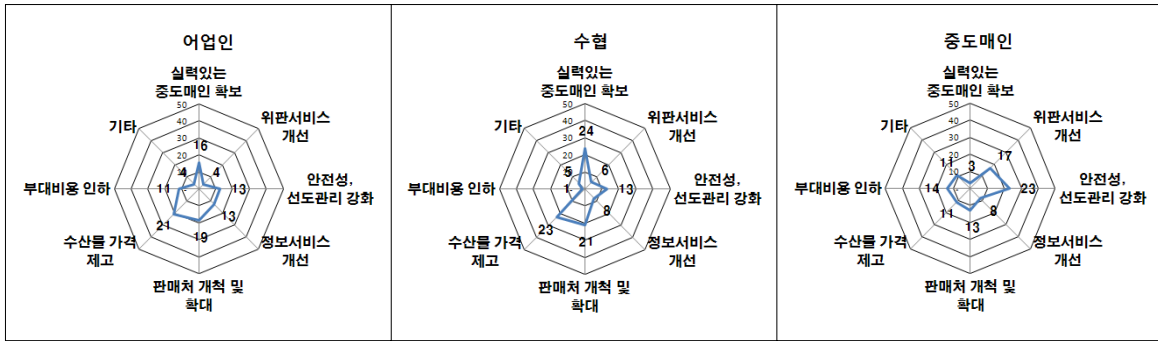 어업인
실력있는
중도매인 확보
위판서비스
개선
안전성,
선도관리 강화
정보서비스
개선
판매처 개척 및
확대
수산물 가격
제고
부대비용 인하
기타
50
40
30
20
10
-
16
4
13
13
19
21
11
4
수협
실력있는
중도매인 확보
위판서비스
개선
안전성,
선도관리 강화
정보서비스
개선
판매처 개척 및
확대
수산물 가격
제고
부대비용 인하
기타
50
40
30
20
10
-
24
6
13
8
21
23
1
5
중도매인
실력있는
중도매인 확보
위판서비스
개선
안전성,
선도관리 강화
정보서비스
개선
판매처 개척 및
확대
수산물 가격
제고
부대비용 인하
기타
50
40
30
20
10
-
3
17
23
8
13
11
14
11